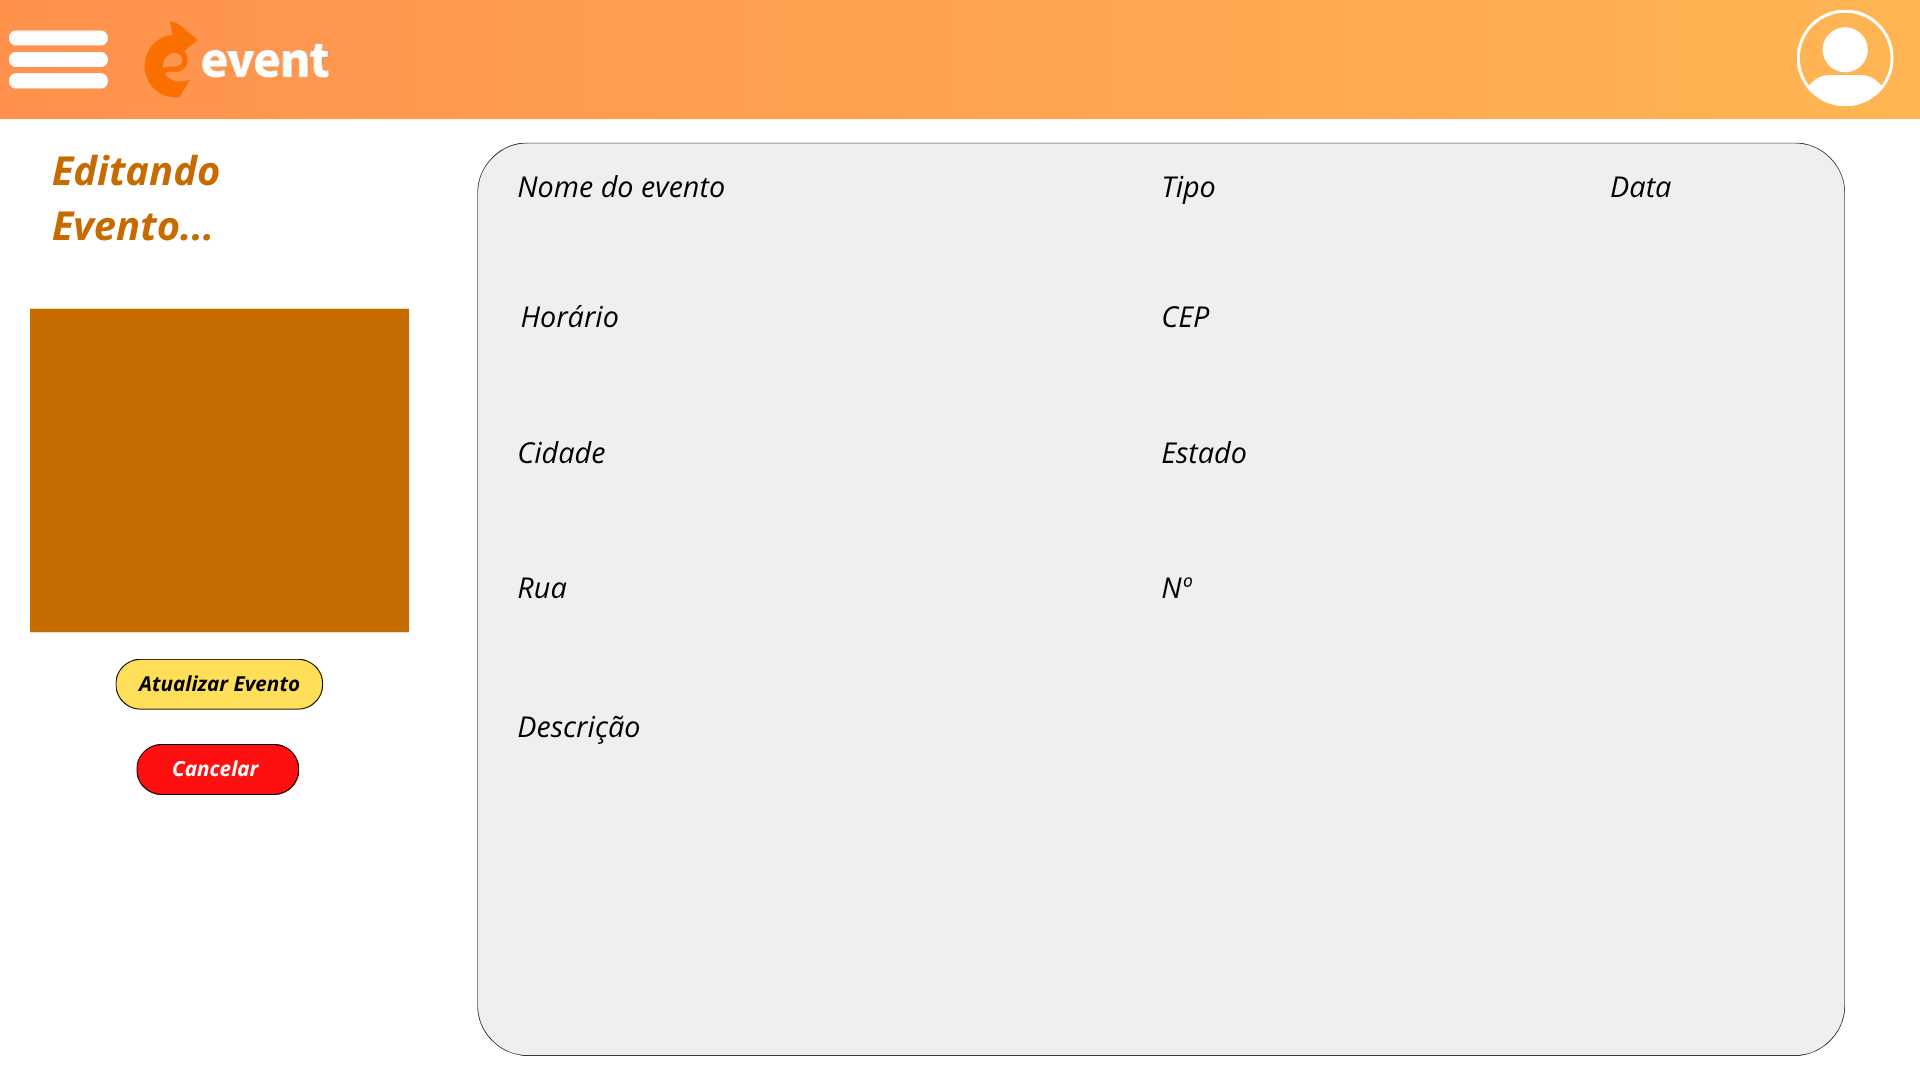 event
Editando
Evento...
Nome do evento
Tipo
Data
Horário
CEP
Cidade
Estado
Rua
Nº
Descrição
Atualizar Evento
Cancelar